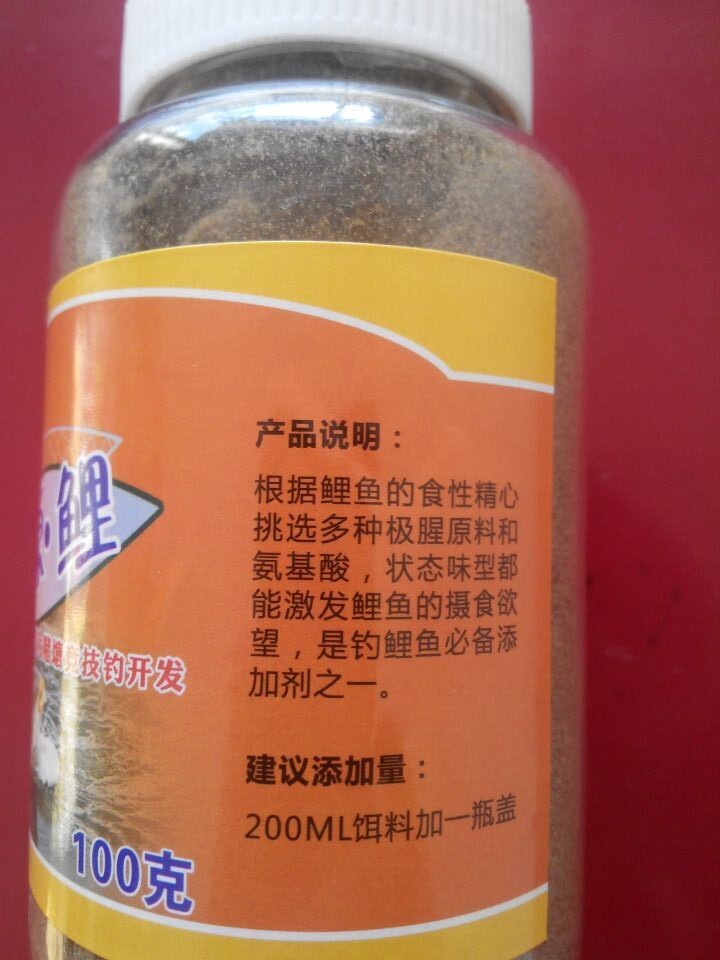 产品说明：
根据鲤鱼的食性精心
挑选多种极腥原料和
氨基酸，状态味型都
能激发鲤鱼的摄食欲
望，是钓鲤鱼必备添
加剂之一。
建议添加量：
200ML饵料加一瓶盖
·鲤
竞技钓开发
100克